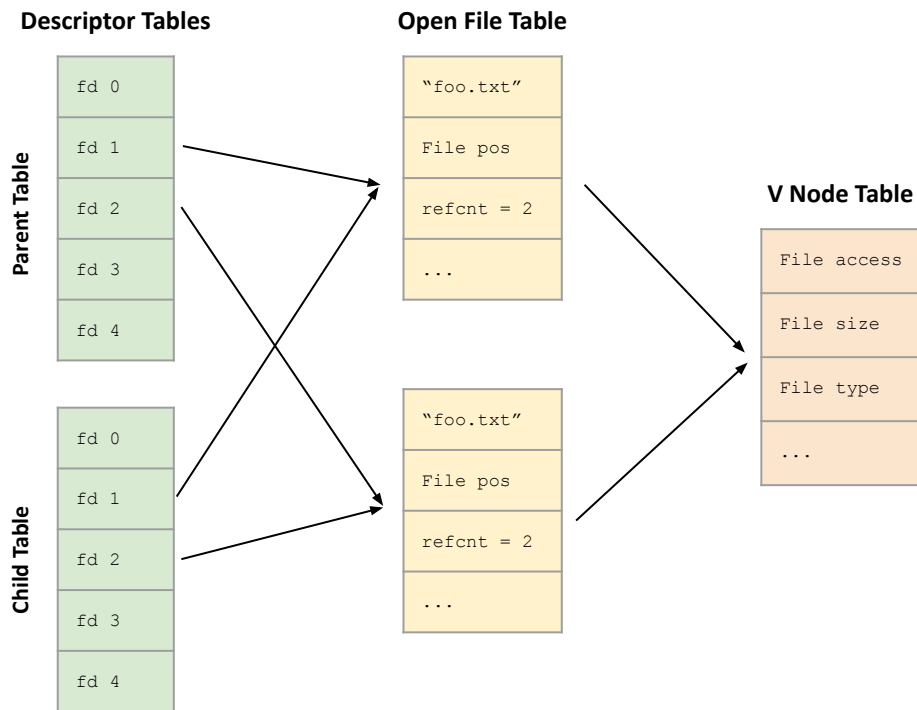 Descriptor Tables
Parent Table
fd 0
fd 1
fd 2
fd 3
fd 4
Child Table
fd 0
fd 1
fd 2
fd 3
fd 4
Open File Table
“foo.txt”
File pos
refcnt = 2
...
“foo.txt”
File pos
refcnt = 2
...
V Node Table
File access
File size
File type
...